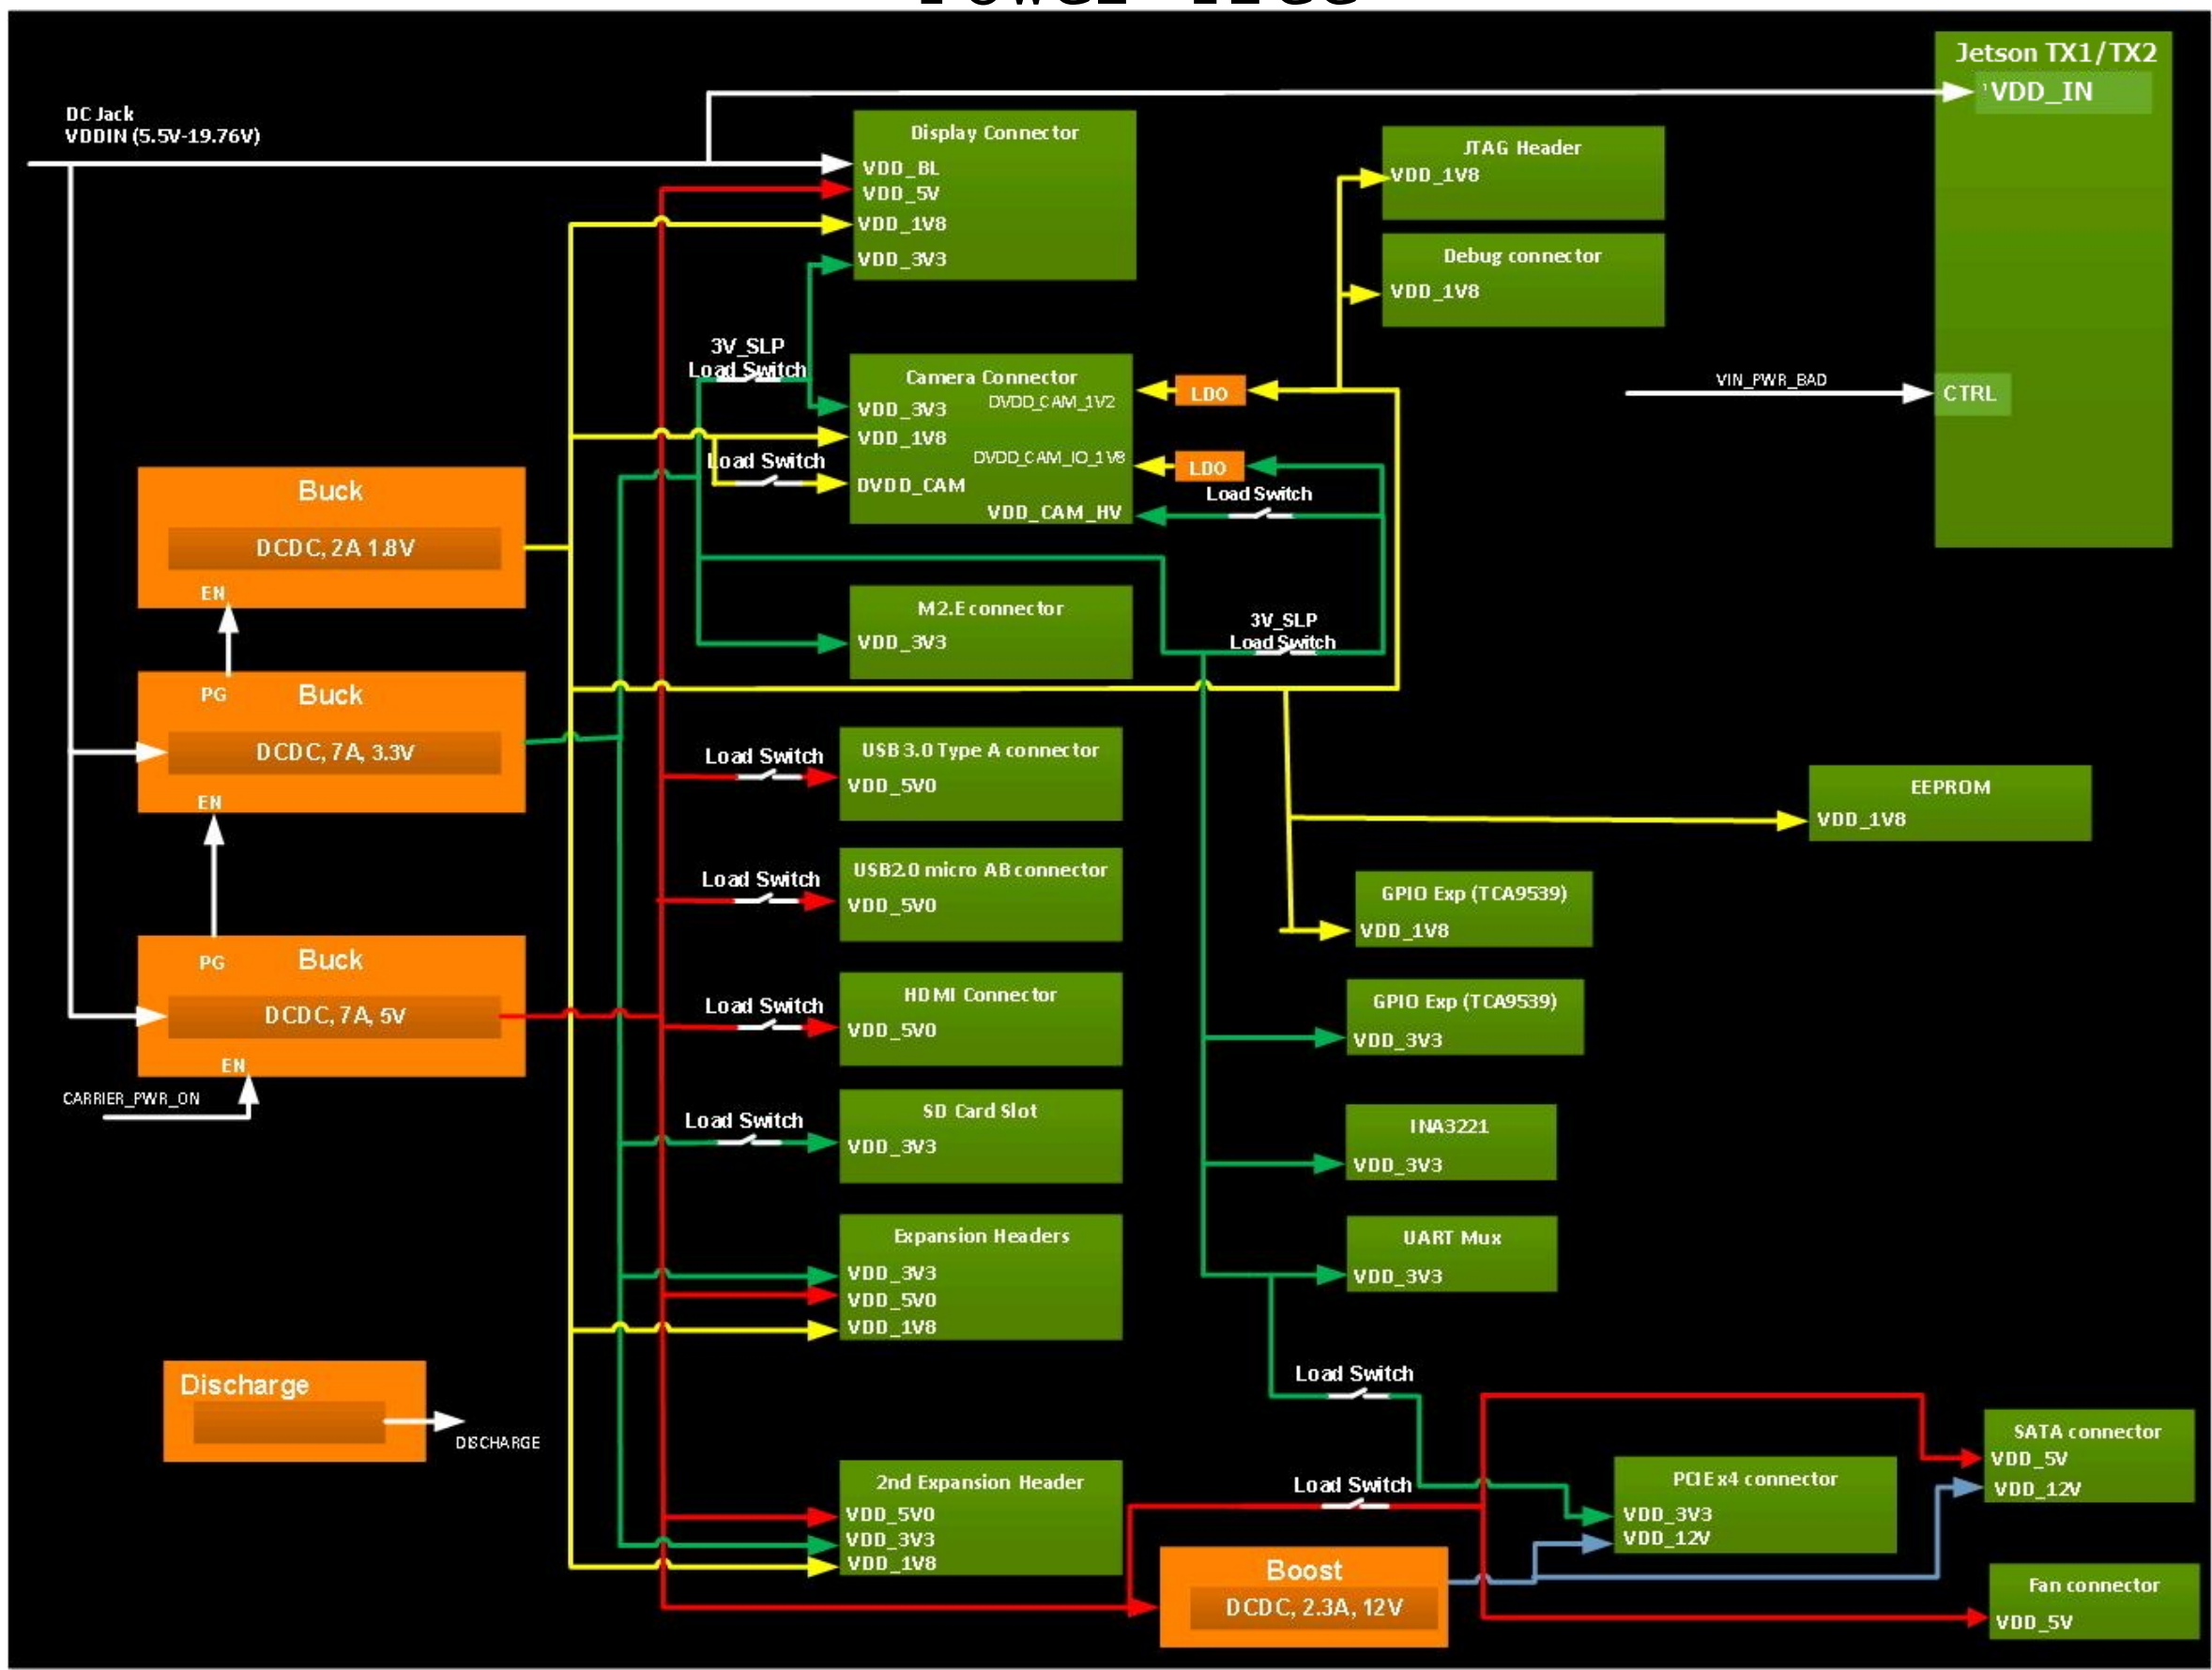 Power Tree
Jetson TX1/TX2
VDD_IN
DC Jack
VDDIN (5.5V-19.76V)
Display Connector
VDD_BL
VDD_5V
VDD_1V8
VDD_3V3
JTAG Header
VDD_1V8
Debug connector
VDD_1V8
3V_SLP
Load Switch
Camera Connector
DVDD_CAM_1V2
VDD_3V3
VDD_1V8
DVDD_CAM_IO_1V8
DVDD_CAM
VDD_CAM_HV
LDO
LDO
Load Switch
Load Switch
VIN_PWR_BAD
CTRL
Buck
DCDC, 2A 1.8V
EN
M2.E connector
VDD_3V3
3V_SLP
Load Switch
PG
Buck
DCDC, 7A, 3.3V
EN
Load Switch
USB 3.0 Type A connector
VDD_5V0
EEPROM
VDD_1V8
Load Switch
USB2.0 micro AB connector
VDD_5V0
GPIO Exp (TCA9539)
VDD_1V8
PG
Buck
DCDC, 7A, 5V
EN
CARRIER_PWR_ON
Load Switch
HDMI Connector
VDD_5V0
GPIO Exp (TCA9539)
VDD_3V3
Load Switch
SD Card Slot
VDD_3V3
INA3221
VDD_3V3
Expansion Headers
VDD_3V3
VDD_5V0
VDD_1V8
UART Mux
VDD_3V3
Discharge
DISCHARGE
Load Switch
2nd Expansion Header
VDD_5V0
VDD_3V3
VDD_1V8
Load Switch
PCIE x4 connector
VDD_3V3
VDD_12V
SATA connector
VDD_5V
VDD_12V
Boost
DCDC, 2.3A, 12V
Fan connector
VDD_5V